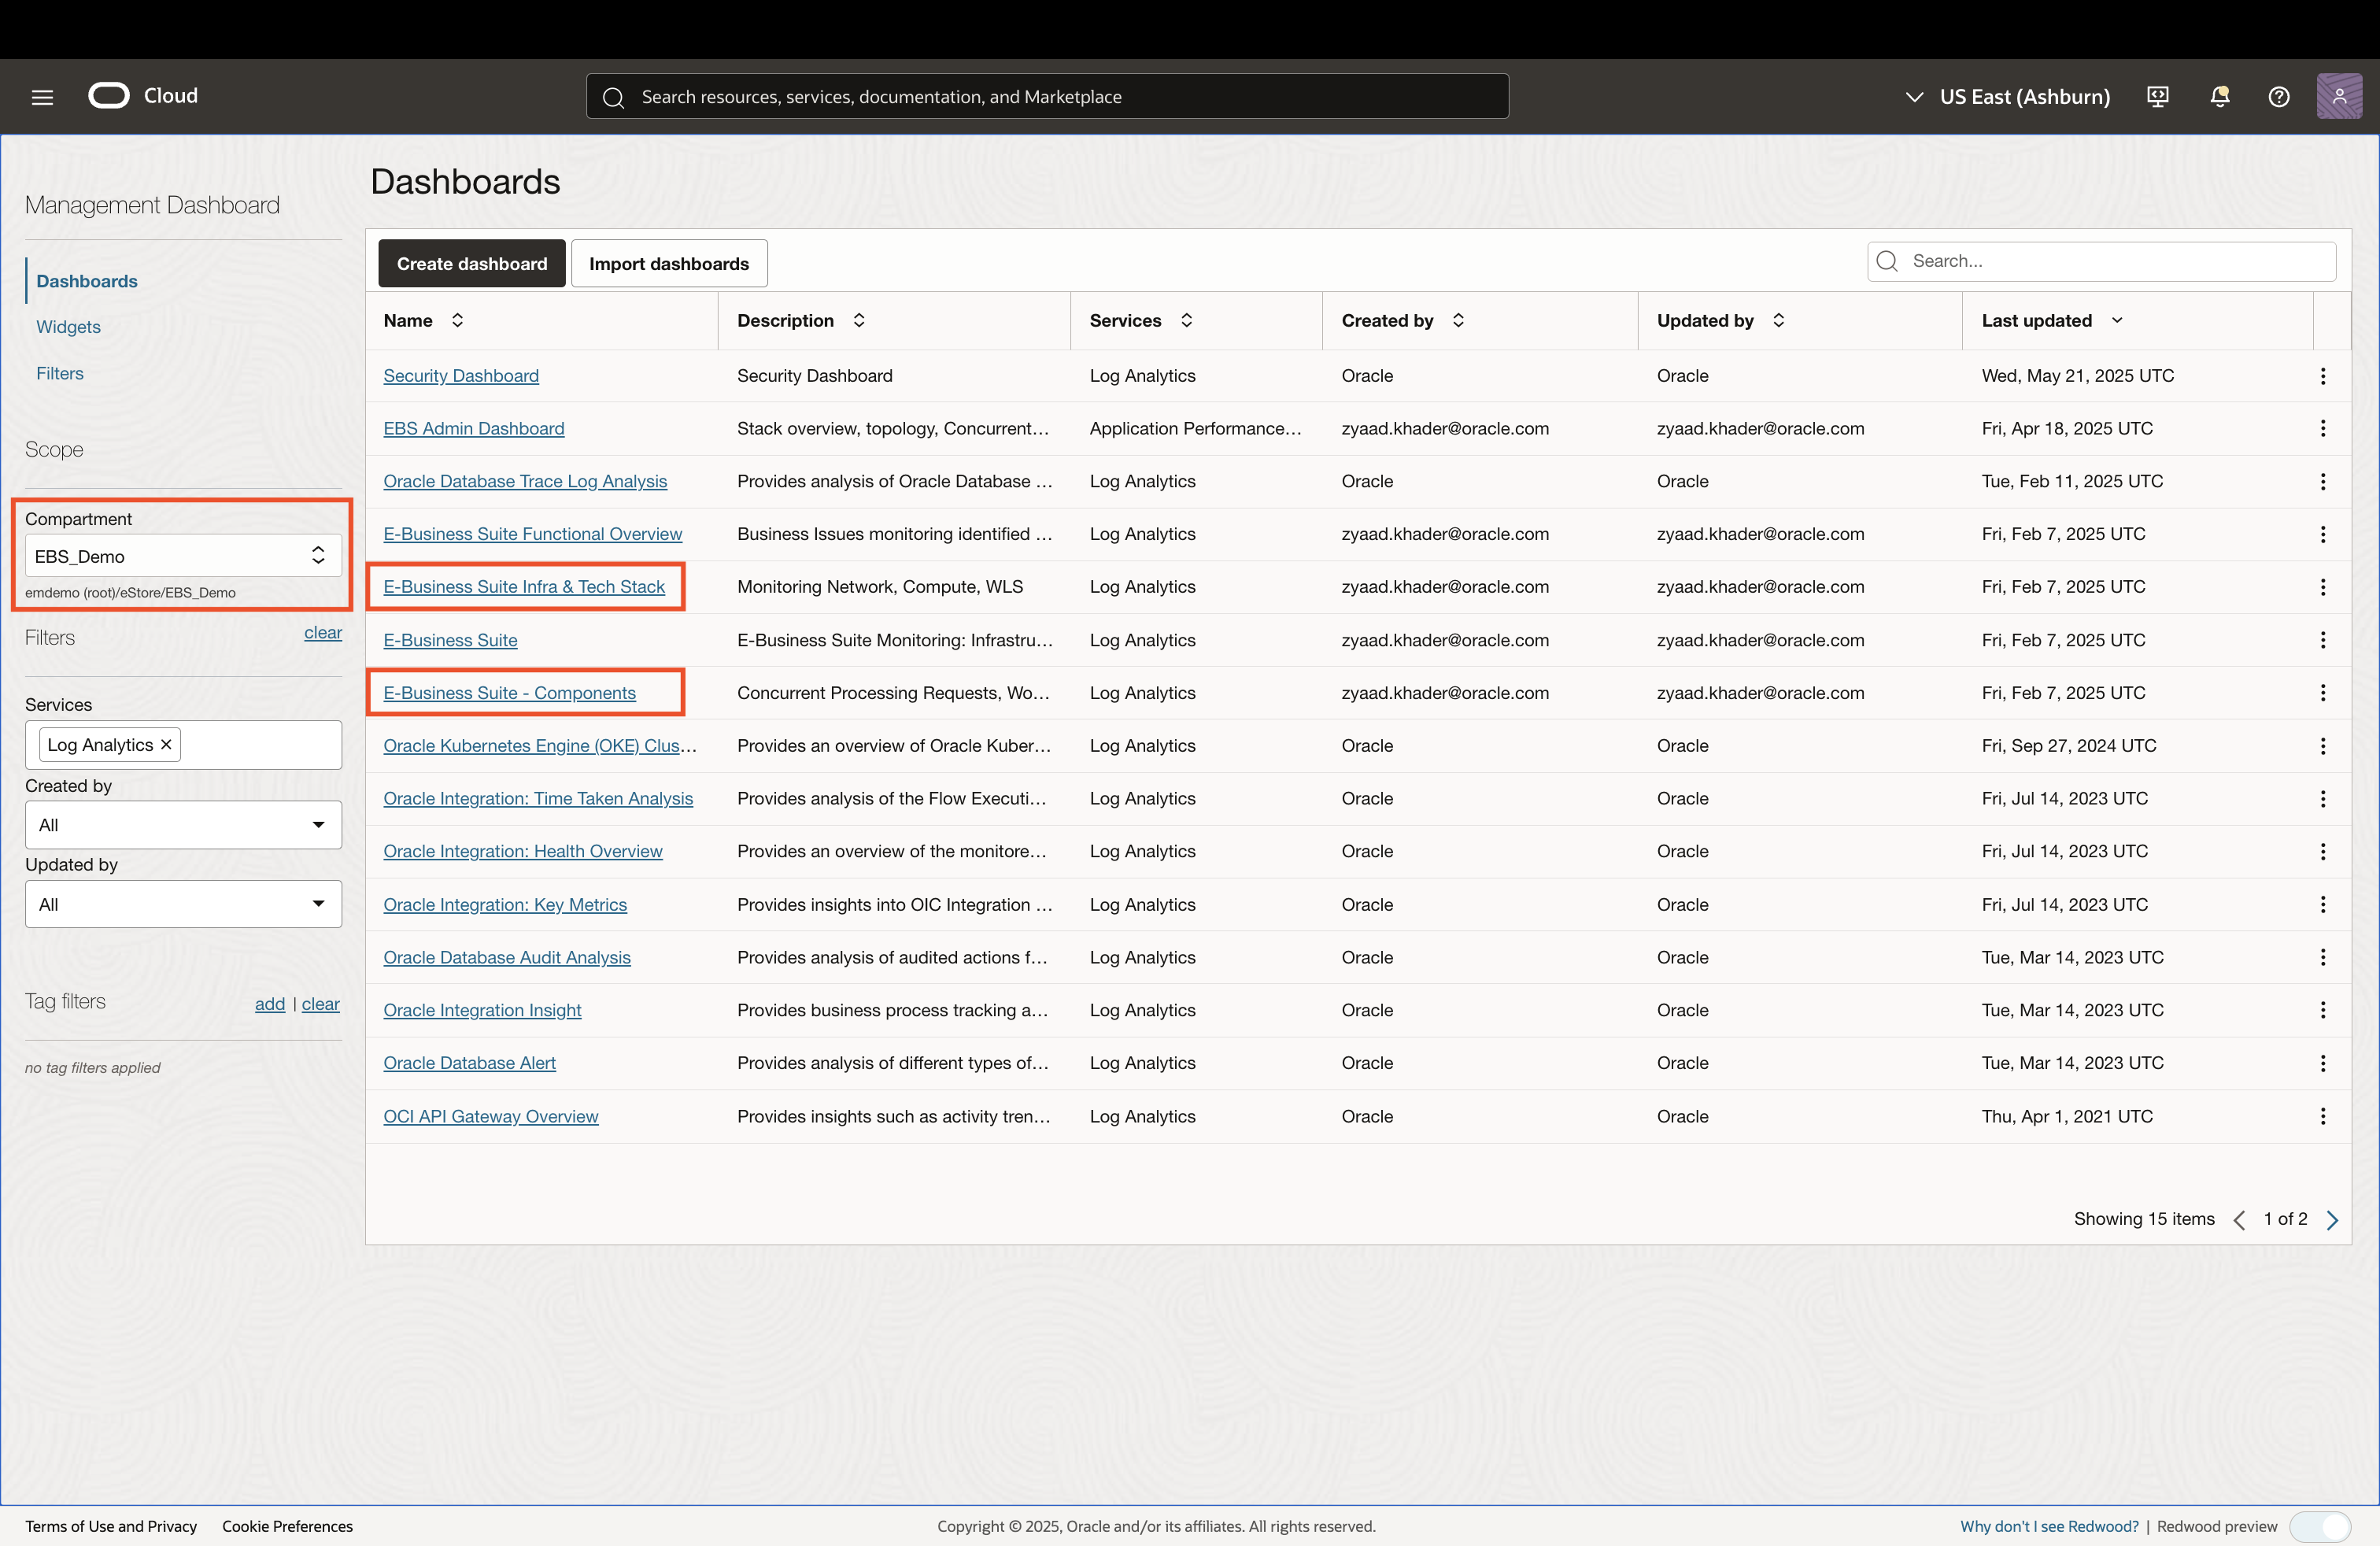 Cloud
Search resources, services, documentation, and Marketplace
US East (Ashburn)
Management Dashboard
Dashboards
Widgets
Filters
Scope
Compartment
EBS_Demo
emdemo (root)/eStore/EBS_Demo
Filters clear
Services
Log Analytics ×
Created by
All
Updated by
All
Tag filters add | clear
no tag filters applied
Dashboards
Create dashboard Import dashboards Search...
Name Description Services Created by Updated by Last updated
Security Dashboard Security Dashboard Log Analytics Oracle Oracle Wed, May 21, 2025 UTC
EBS Admin Dashboard Stack overview, topology, Concurrent... Application Performance... zyaad.khader@oracle.com zyaad.khader@oracle.com Fri, Apr 18, 2025 UTC
Oracle Database Trace Log Analysis Provides analysis of Oracle Database ... Log Analytics Oracle Oracle Tue, Feb 11, 2025 UTC
E-Business Suite Functional Overview Business Issues monitoring identified ... Log Analytics zyaad.khader@oracle.com zyaad.khader@oracle.com Fri, Feb 7, 2025 UTC
E-Business Suite Infra & Tech Stack Monitoring Network, Compute, WLS Log Analytics zyaad.khader@oracle.com zyaad.khader@oracle.com Fri, Feb 7, 2025 UTC
E-Business Suite E-Business Suite Monitoring: Infrastru... Log Analytics zyaad.khader@oracle.com zyaad.khader@oracle.com Fri, Feb 7, 2025 UTC
E-Business Suite - Components Concurrent Processing Requests, Wo... Log Analytics zyaad.khader@oracle.com zyaad.khader@oracle.com Fri, Feb 7, 2025 UTC
Oracle Kubernetes Engine (OKE) Clus... Provides an overview of Oracle Kuber... Log Analytics Oracle Oracle Fri, Sep 27, 2024 UTC
Oracle Integration: Time Taken Analysis Provides analysis of the Flow Executi... Log Analytics Oracle Oracle Fri, Jul 14, 2023 UTC
Oracle Integration: Health Overview Provides an overview of the monitore... Log Analytics Oracle Oracle Fri, Jul 14, 2023 UTC
Oracle Integration: Key Metrics Provides insights into OIC Integration ... Log Analytics Oracle Oracle Fri, Jul 14, 2023 UTC
Oracle Database Audit Analysis Provides analysis of audited actions f... Log Analytics Oracle Oracle Tue, Mar 14, 2023 UTC
Oracle Integration Insight Provides business process tracking a... Log Analytics Oracle Oracle Tue, Mar 14, 2023 UTC
Oracle Database Alert Provides analysis of different types of... Log Analytics Oracle Oracle Tue, Mar 14, 2023 UTC
OCI API Gateway Overview Provides insights such as activity tren... Log Analytics Oracle Oracle Thu, Apr 1, 2021 UTC
Showing 15 items 1 of 2
Terms of Use and Privacy Cookie Preferences Copyright © 2025, Oracle and/or its affiliates. All rights reserved. Why don't I see Redwood? | Redwood preview